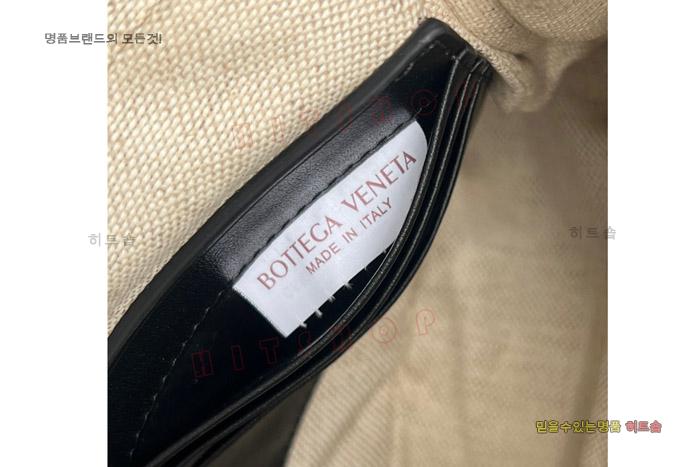 명품브랜드의 모든것!
HITSHOP
BOTTEGA VENETA
MADE IN ITALY
히트숍
히트숍
HITSHOP
믿을수있는명품 히트숍